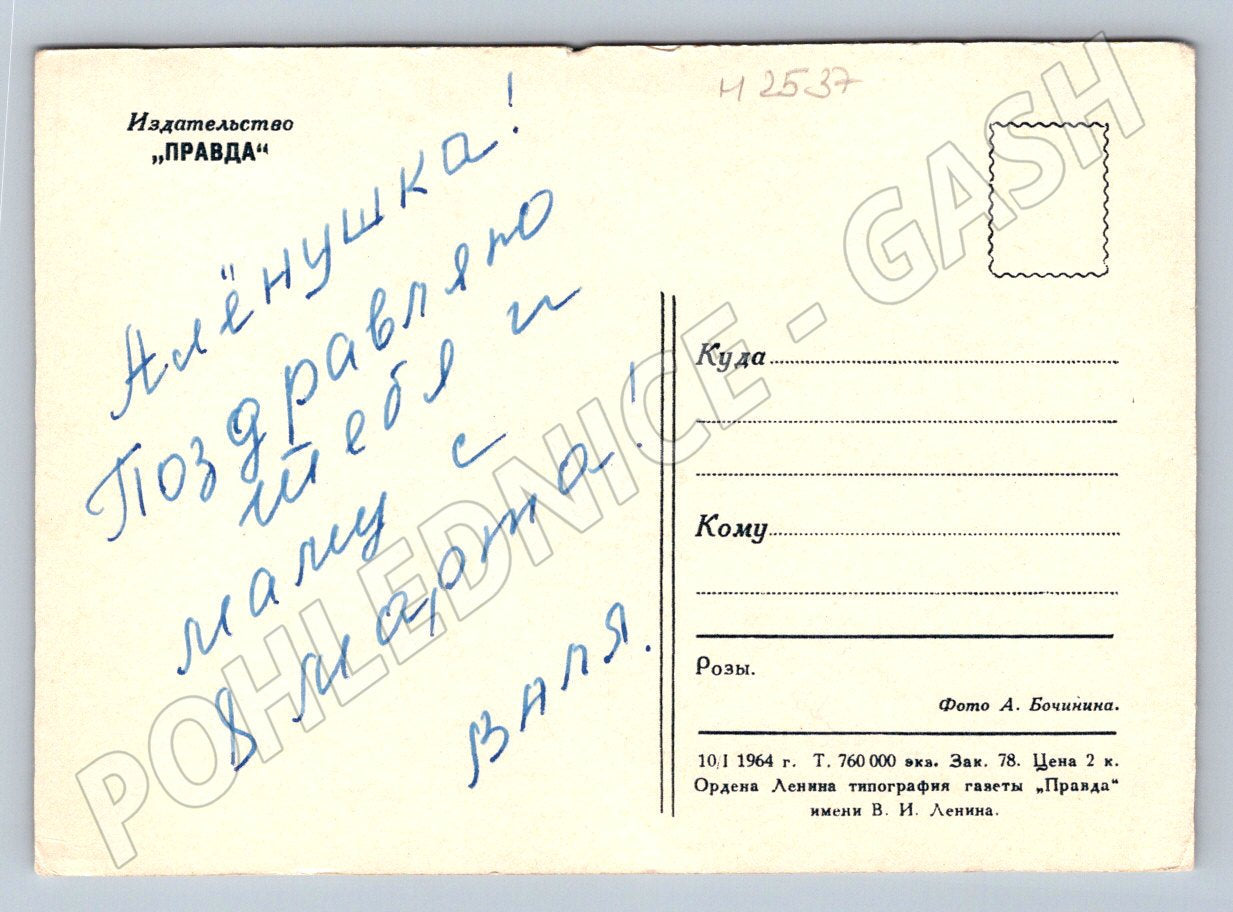 Издательство
„ПРАВДА“
Алёнушка!
Поздравляю
тебя и
маму с
8 марта!
Валя.
И 2537
Куда
Кому
Розы.
Фото А. Бочинина.
10/I 1964 г. Т. 760 000 экз. Зак. 78. Цена 2 к.
Ордена Ленина типография газеты „Правда“
имени В. И. Ленина.
POHLEDNICE - GASH